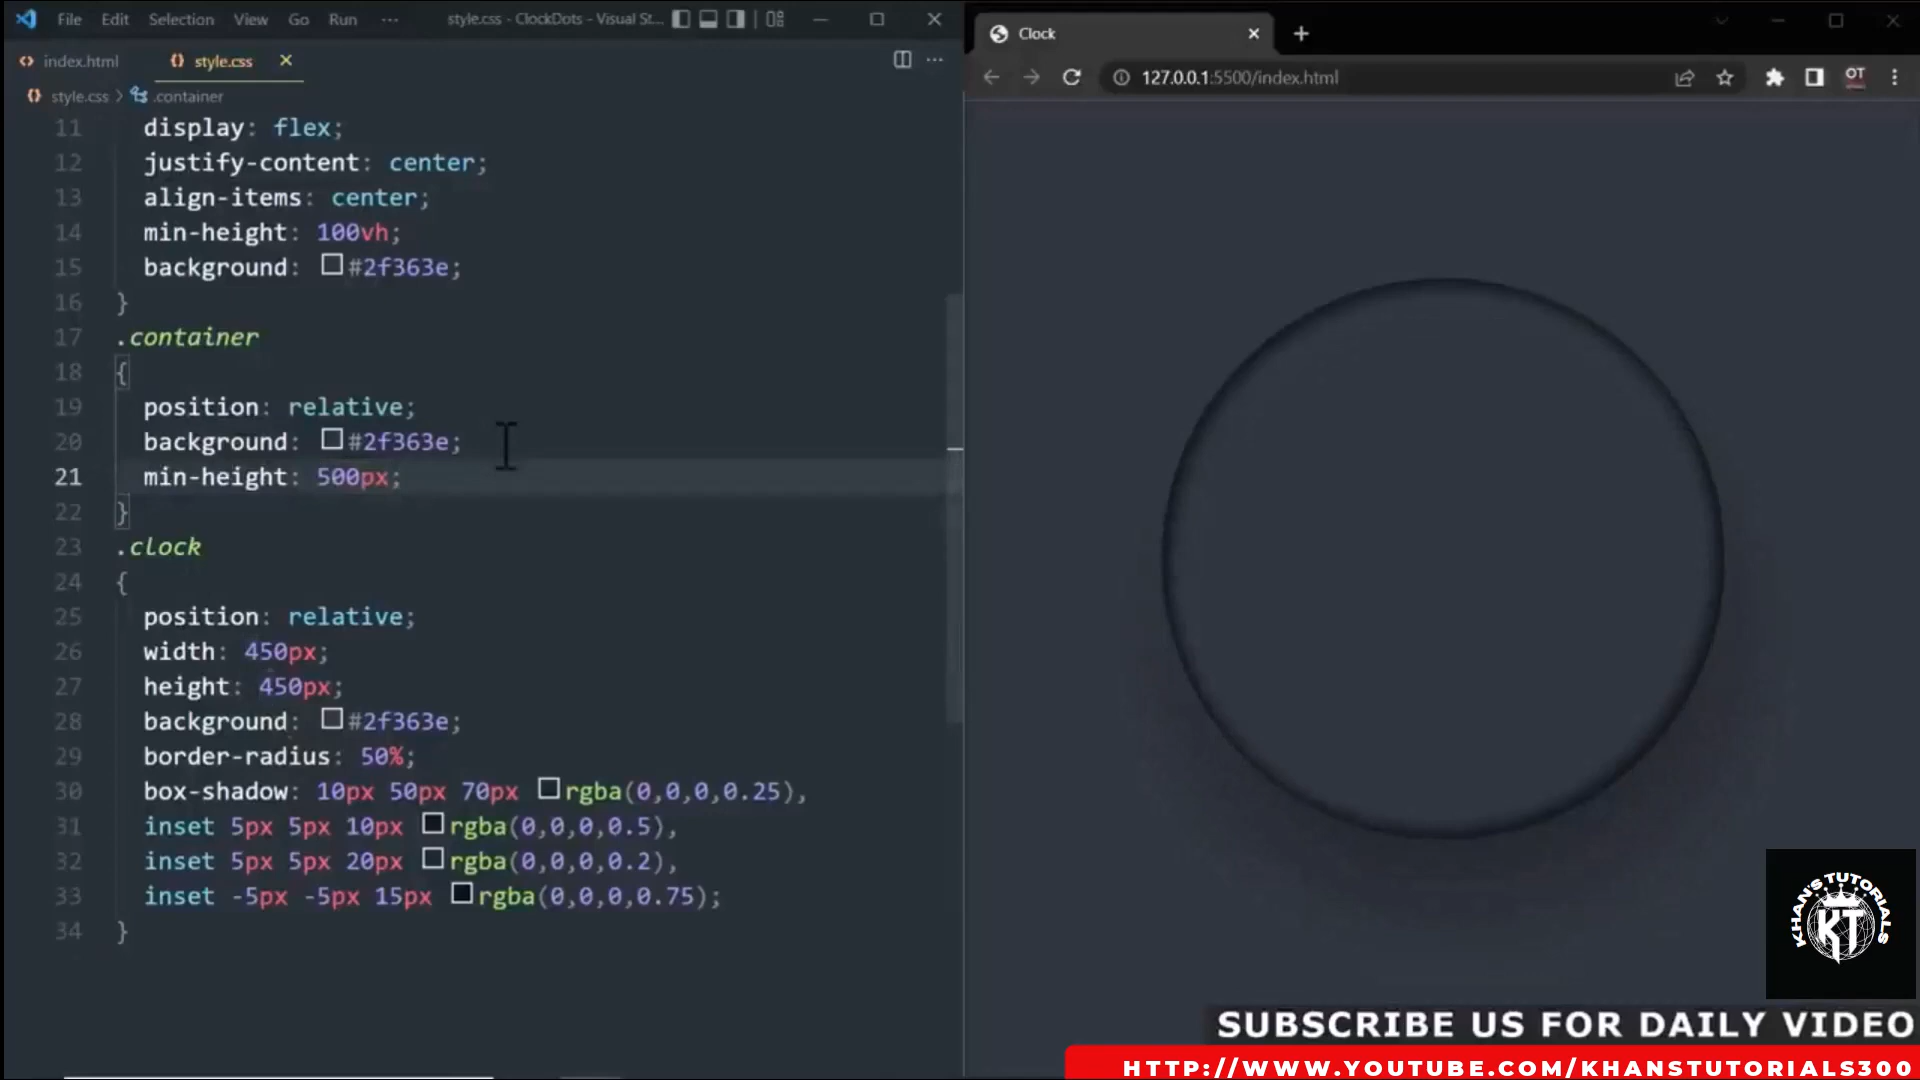 File Edit Selection View Go Run ··· style.css - ClockDots - Visual St...
index.html style.css
style.css > .container
11 display: flex;
12 justify-content: center;
13 align-items: center;
14 min-height: 100vh;
15 background: #2f363e;
16 }
17 .container
18 {
19 position: relative;
20 background: #2f363e;
21 min-height: 500px;
22 }
23 .clock
24 {
25 position: relative;
26 width: 450px;
27 height: 450px;
28 background: #2f363e;
29 border-radius: 50%;
30 box-shadow: 10px 50px 70px rgba(0,0,0,0.25),
31 inset 5px 5px 10px rgba(0,0,0,0.5),
32 inset 5px 5px 20px rgba(0,0,0,0.2),
33 inset -5px -5px 15px rgba(0,0,0,0.75);
34 }
Clock
127.0.0.1:5500/index.html
OT
KHAN'S TUTORIALS
KT
SUBSCRIBE US FOR DAILY VIDEO
HTTP://WWW.YOUTUBE.COM/KHANSTUTORIALS300